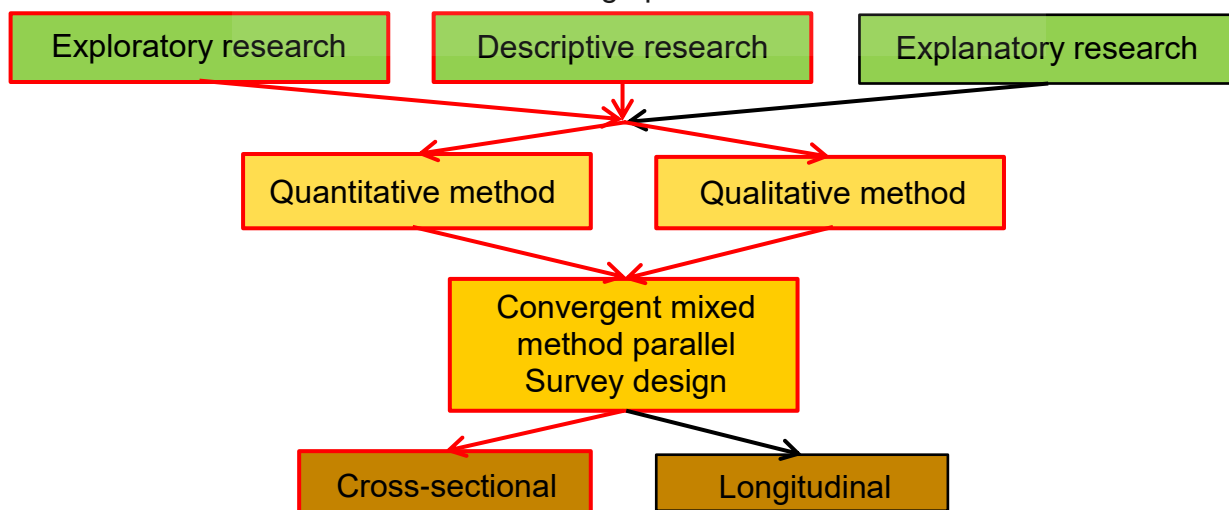 Exploratory research
Descriptive research
Explanatory research
Quantitative method
Qualitative method
Convergent mixed
method parallel
Survey design
Cross-sectional
Longitudinal